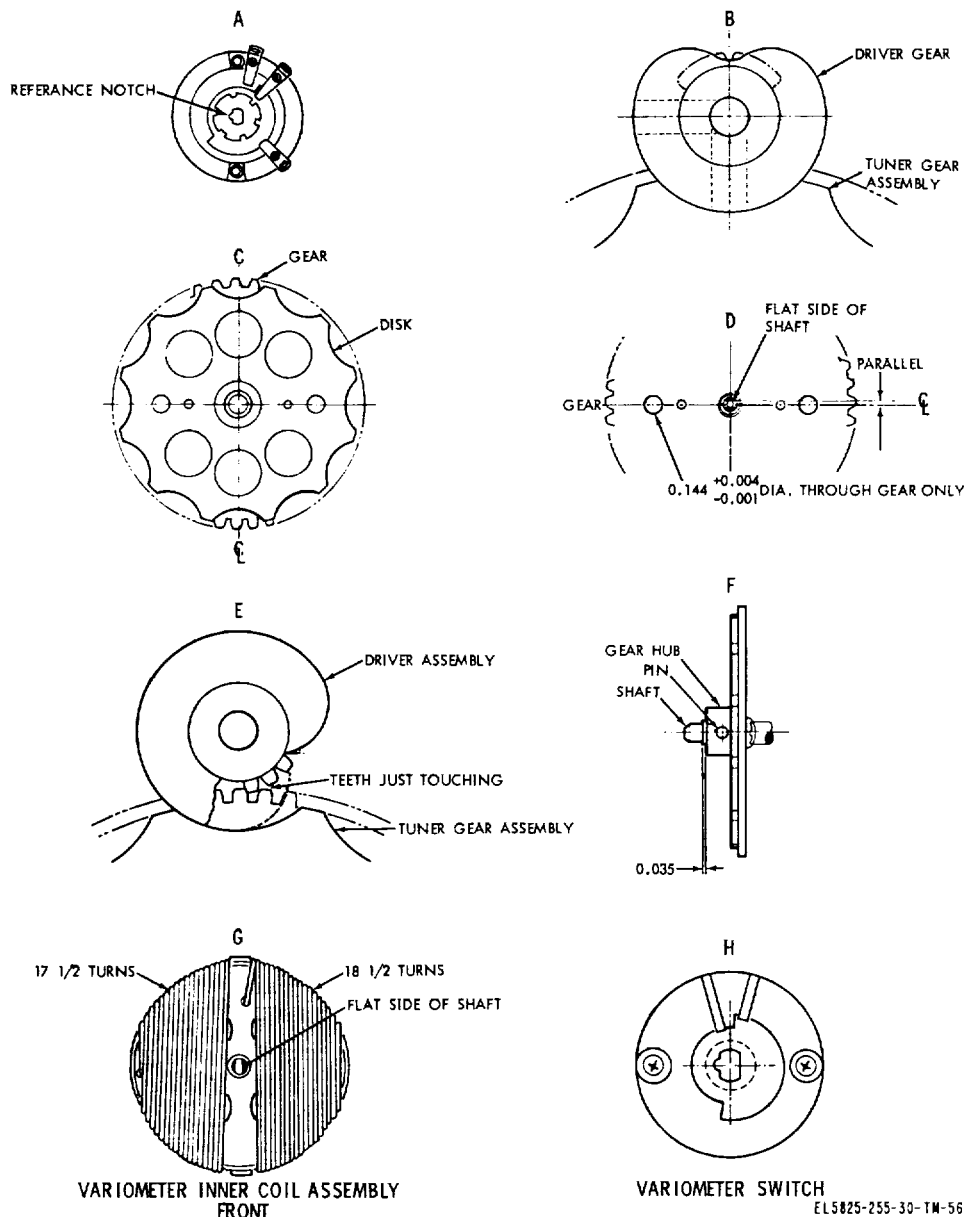 A
REFERANCE NOTCH
B
DRIVER GEAR
TUNER GEAR
ASSEMBLY
C
GEAR
DISK
℄
D
FLAT SIDE OF
SHAFT
PARALLEL
GEAR
℄
0.144 +0.004 -0.001 DIA. THROUGH GEAR ONLY
E
DRIVER ASSEMBLY
TEETH JUST TOUCHING
TUNER GEAR ASSEMBLY
F
GEAR HUB
PIN
SHAFT
0.035
G
17 1/2 TURNS
18 1/2 TURNS
FLAT SIDE OF SHAFT
VARIOMETER INNER COIL ASSEMBLY
FRONT
H
VARIOMETER SWITCH
EL5825-255-30-TM-56